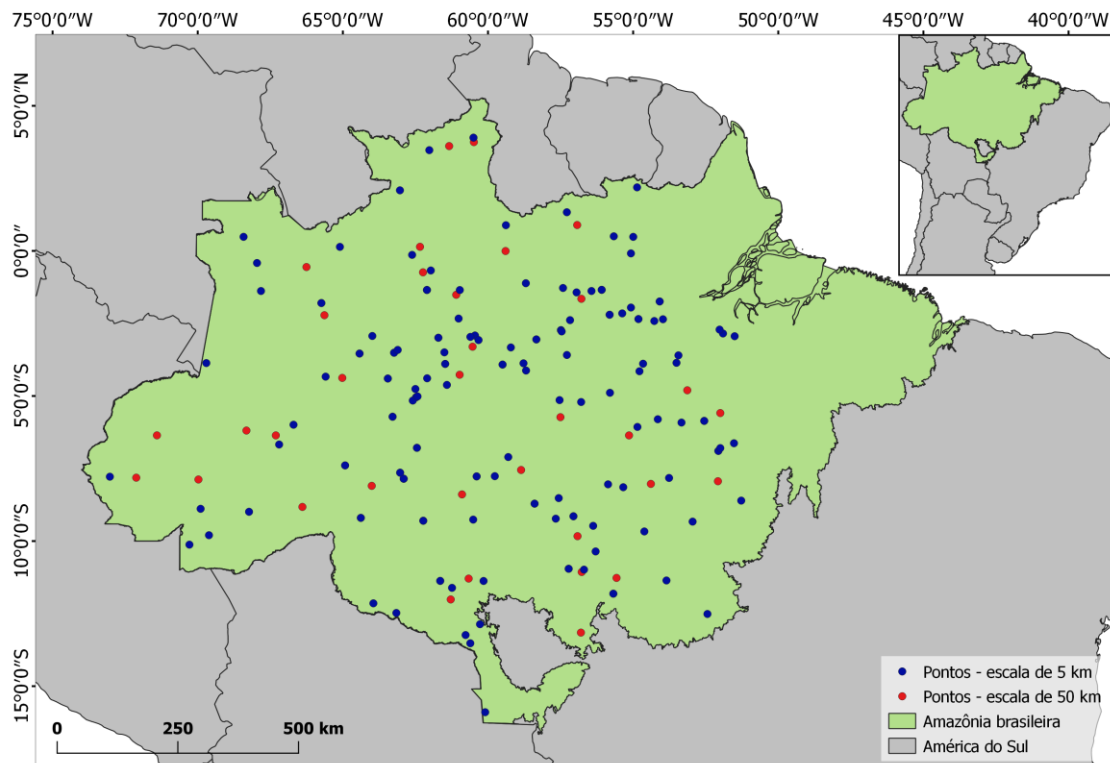 75°0'0"W 70°0'0"W 65°0'0"W 60°0'0"W 55°0'0"W 50°0'0"W 45°0'0"W 40°0'0"W
5°0'0"N
0°0'0"
5°0'0"S
10°0'0"S
15°0'0"S
Pontos - escala de 5 km
Pontos - escala de 50 km
Amazônia brasileira
América do Sul
0 250 500 km